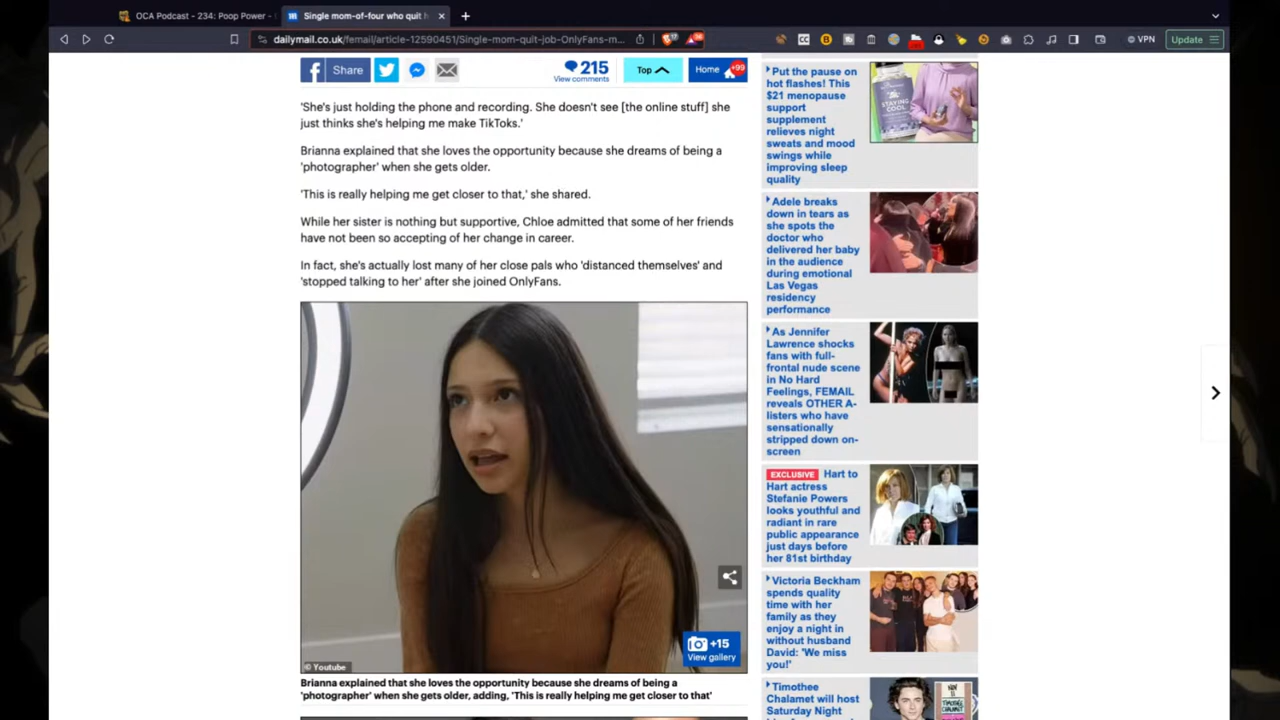 OCA Podcast - 234: Poop Power -
Single mom-of-four who quit
dailymail.co.uk/femail/article-12590451/Single-mom-quit-job-OnlyFans-m...
VPN
Update
Share
215
View comments
Top
Home
+99
'She's just holding the phone and recording. She doesn't see [the online stuff] she
just thinks she's helping me make TikToks.'
Brianna explained that she loves the opportunity because she dreams of being a
'photographer' when she gets older.
'This is really helping me get closer to that,' she shared.
While her sister is nothing but supportive, Chloe admitted that some of her friends
have not been so accepting of her change in career.
In fact, she's actually lost many of her close pals who 'distanced themselves' and
'stopped talking to her' after she joined OnlyFans.
© Youtube
+15
View gallery
Brianna explained that she loves the opportunity because she dreams of being a
'photographer' when she gets older, adding, 'This is really helping me get closer to that'
Put the pause on
hot flashes! This
$21 menopause
support
supplement
relieves night
sweats and mood
swings while
improving sleep
quality
STAYING
COOL
Adele breaks
down in tears as
she spots the
doctor who
delivered her baby
in the audience
during emotional
Las Vegas
residency
performance
As Jennifer
Lawrence shocks
fans with full-
frontal nude scene
in No Hard
Feelings, FEMAIL
reveals OTHER A-
listers who have
sensationally
stripped down on-
screen
EXCLUSIVE Hart to
Hart actress
Stefanie Powers
looks youthful and
radiant in rare
public appearance
just days before
her 81st birthday
Victoria Beckham
spends quality
time with her
family as they
enjoy a night in
without husband
David: 'We miss
you!'
Timothee
Chalamet will host
Saturday Night